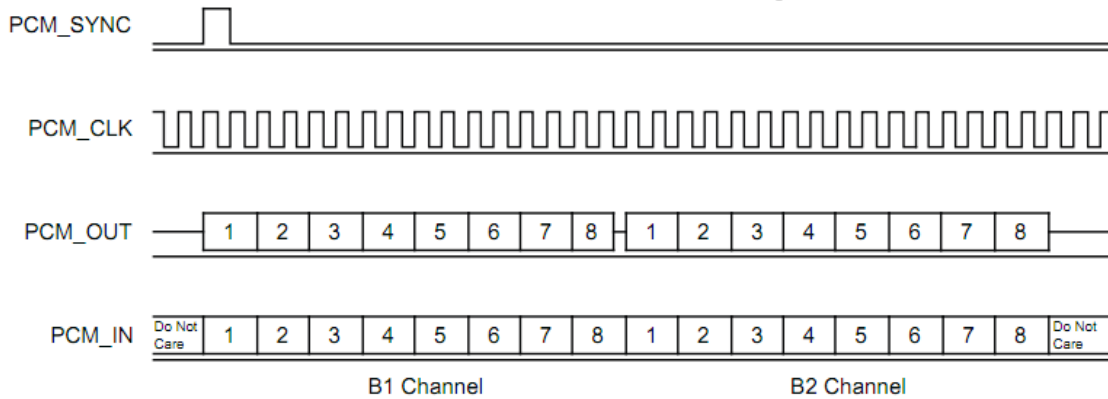 PCM_SYNC
PCM_CLK
PCM_OUT 1 2 3 4 5 6 7 8 1 2 3 4 5 6 7 8
PCM_IN Do Not Care 1 2 3 4 5 6 7 8 1 2 3 4 5 6 7 8 Do Not Care
B1 Channel B2 Channel